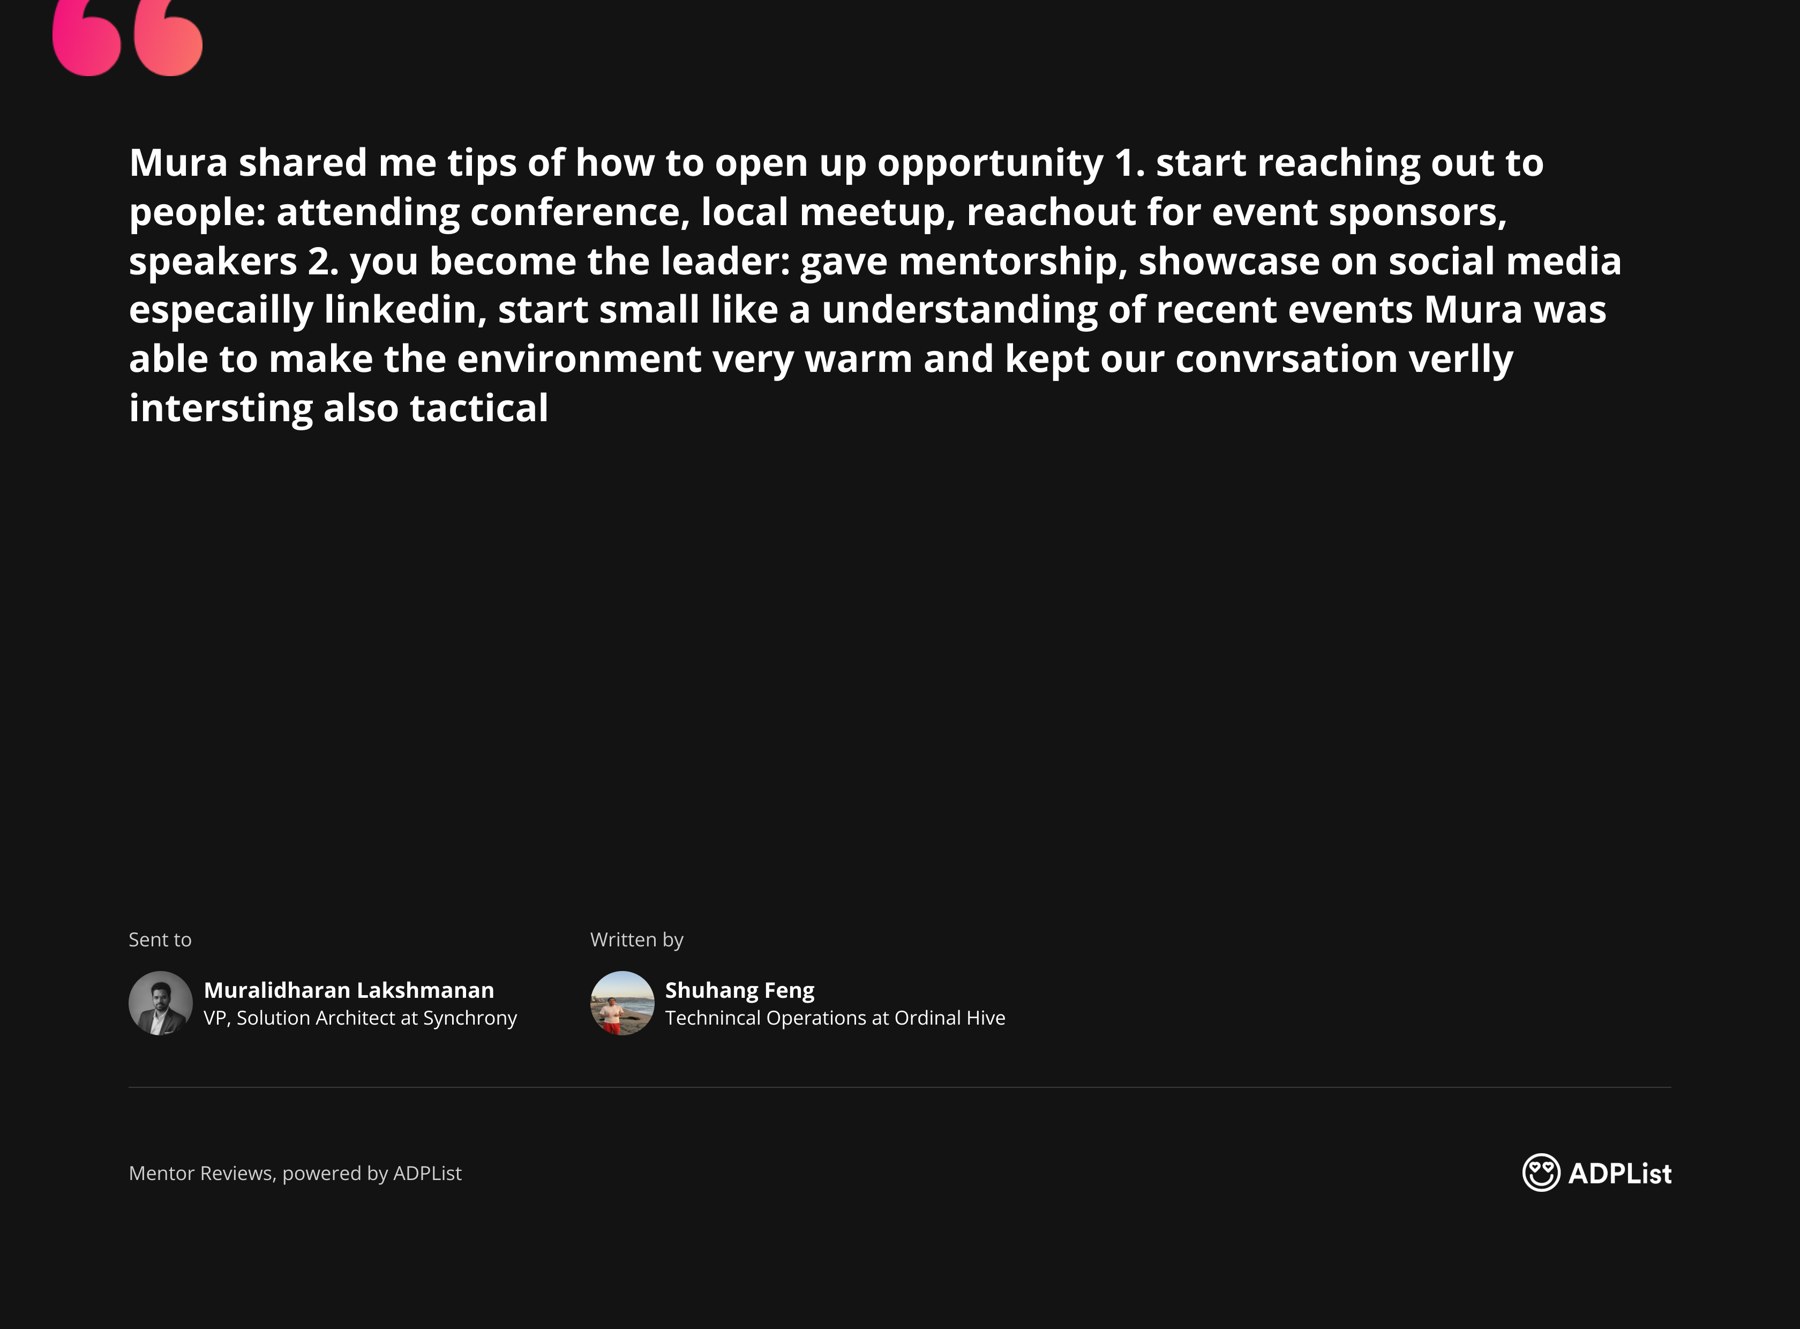 Mura shared me tips of how to open up opportunity 1. start reaching out to
people: attending conference, local meetup, reachout for event sponsors,
speakers 2. you become the leader: gave mentorship, showcase on social media
especailly linkedin, start small like a understanding of recent events Mura was
able to make the environment very warm and kept our convrsation verlly
intersting also tactical
Sent to
Muralidharan Lakshmanan
VP, Solution Architect at Synchrony
Written by
Shuhang Feng
Technincal Operations at Ordinal Hive
Mentor Reviews, powered by ADPList
ADPList